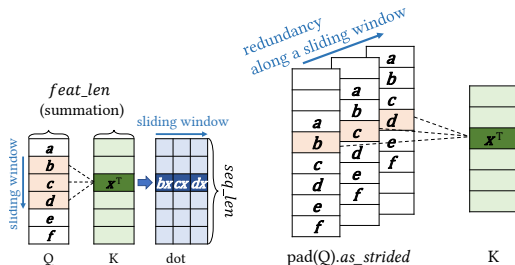 feat_len
(summation)
sliding window
sliding window
a
b
c
d
e
f
x^T
bx cx dx
seq_len
Q
K
dot
redundancy
along a sliding window
a
b
c
d
e
f
a
b
c
d
e
f
a
b
c
d
e
f
x^T
pad(Q).as_strided
K